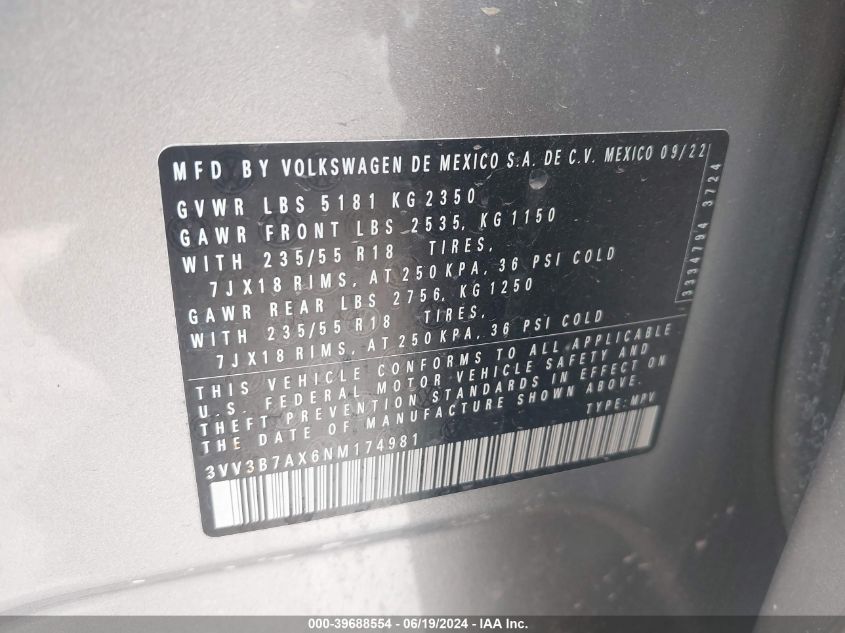 MFD BY VOLKSWAGEN DE MEXICO S.A. DE C.V. MEXICO 09/22
GVWR LBS 5181 KG 2350
GAWR FRONT LBS 2535, KG 1150
WITH 235/55 R18 TIRES,
7JX18 RIMS, AT 250 KPA, 36 PSI COLD
GAWR REAR LBS 2756, KG 1250
WITH 235/55 R18 TIRES,
7JX18 RIMS, AT 250 KPA, 36 PSI COLD
THIS VEHICLE CONFORMS TO ALL APPLICABLE
U.S. FEDERAL MOTOR VEHICLE SAFETY AND
THEFT PREVENTION STANDARDS IN EFFECT ON
THE DATE OF MANUFACTURE SHOWN ABOVE.
3VV3B7AX6NM174981 TYPE: MPV
3334794 3724
000-39688554 - 06/19/2024 - IAA Inc.